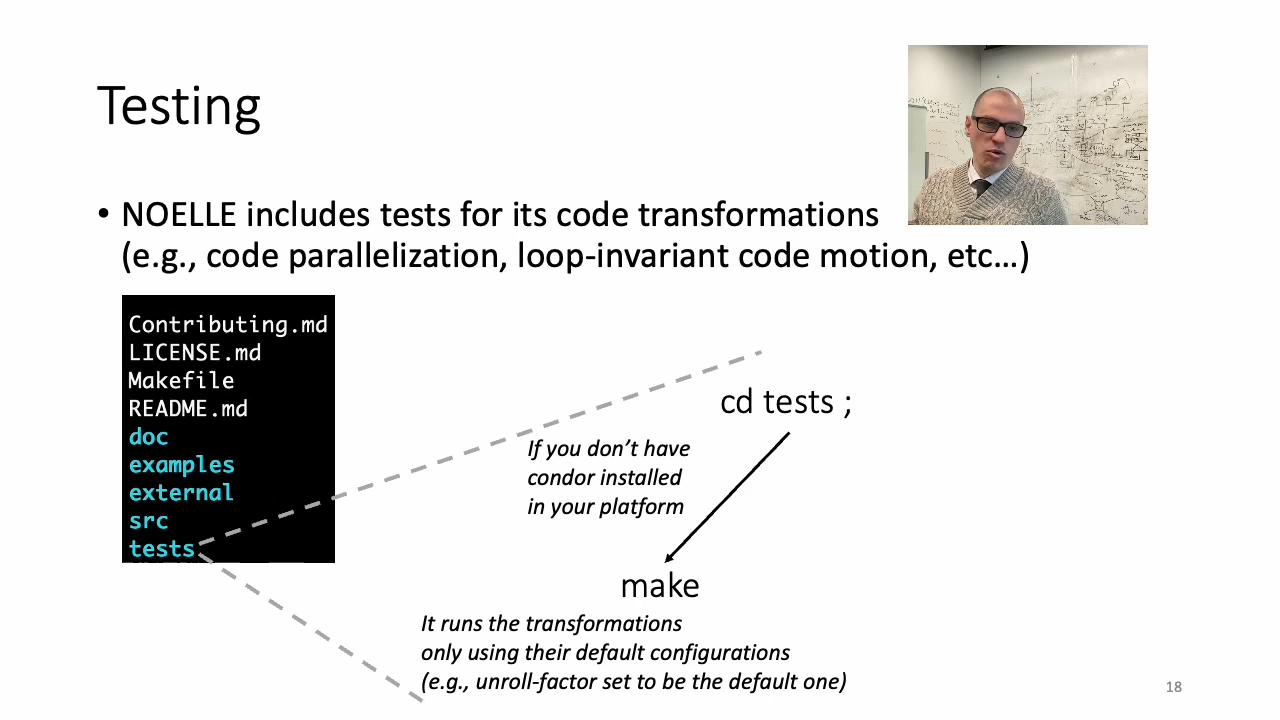 Testing
• NOELLE includes tests for its code transformations
(e.g., code parallelization, loop-invariant code motion, etc…)
Contributing.md
LICENSE.md
Makefile
README.md
doc
examples
external
src
tests
cd tests ;
If you don’t have
condor installed
in your platform
make
It runs the transformations
only using their default configurations
(e.g., unroll-factor set to be the default one)
18